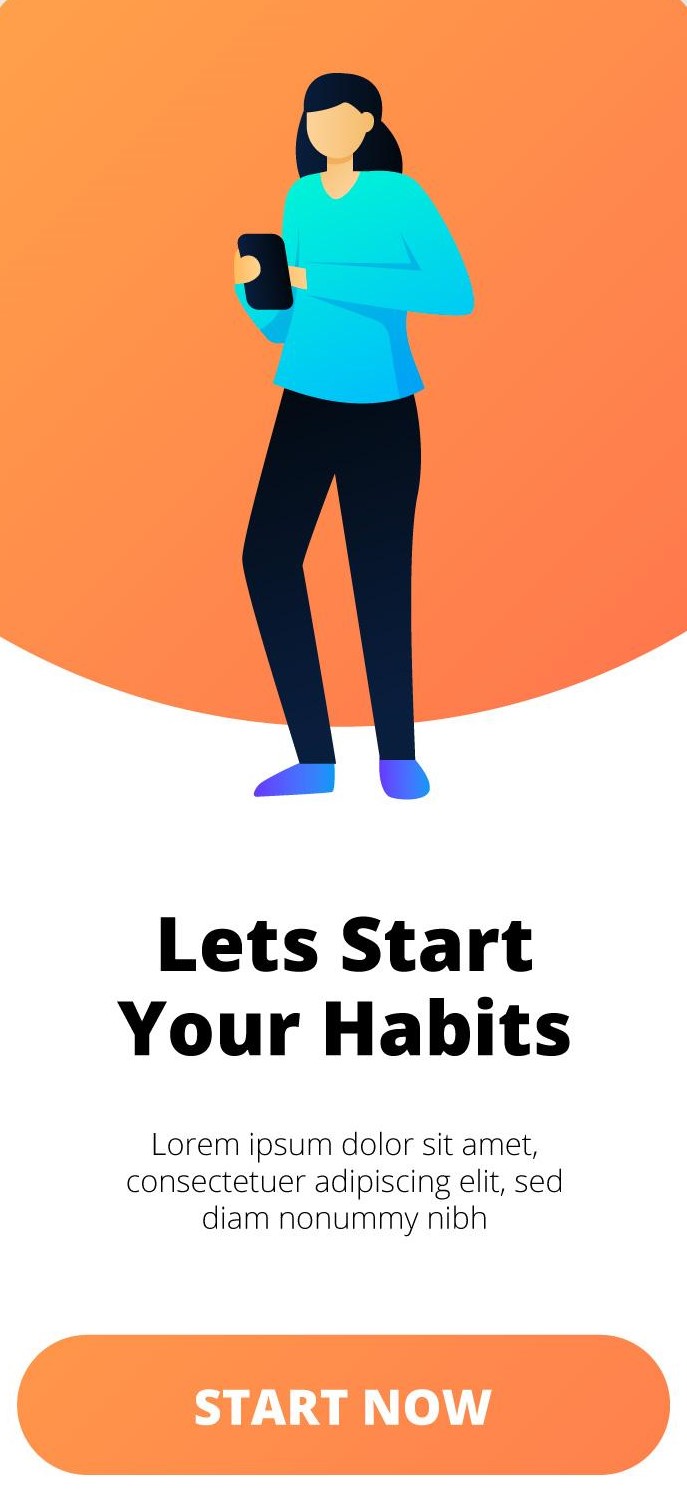 Lets Start
Your Habits
Lorem ipsum dolor sit amet,
consectetuer adipiscing elit, sed
diam nonummy nibh
START NOW